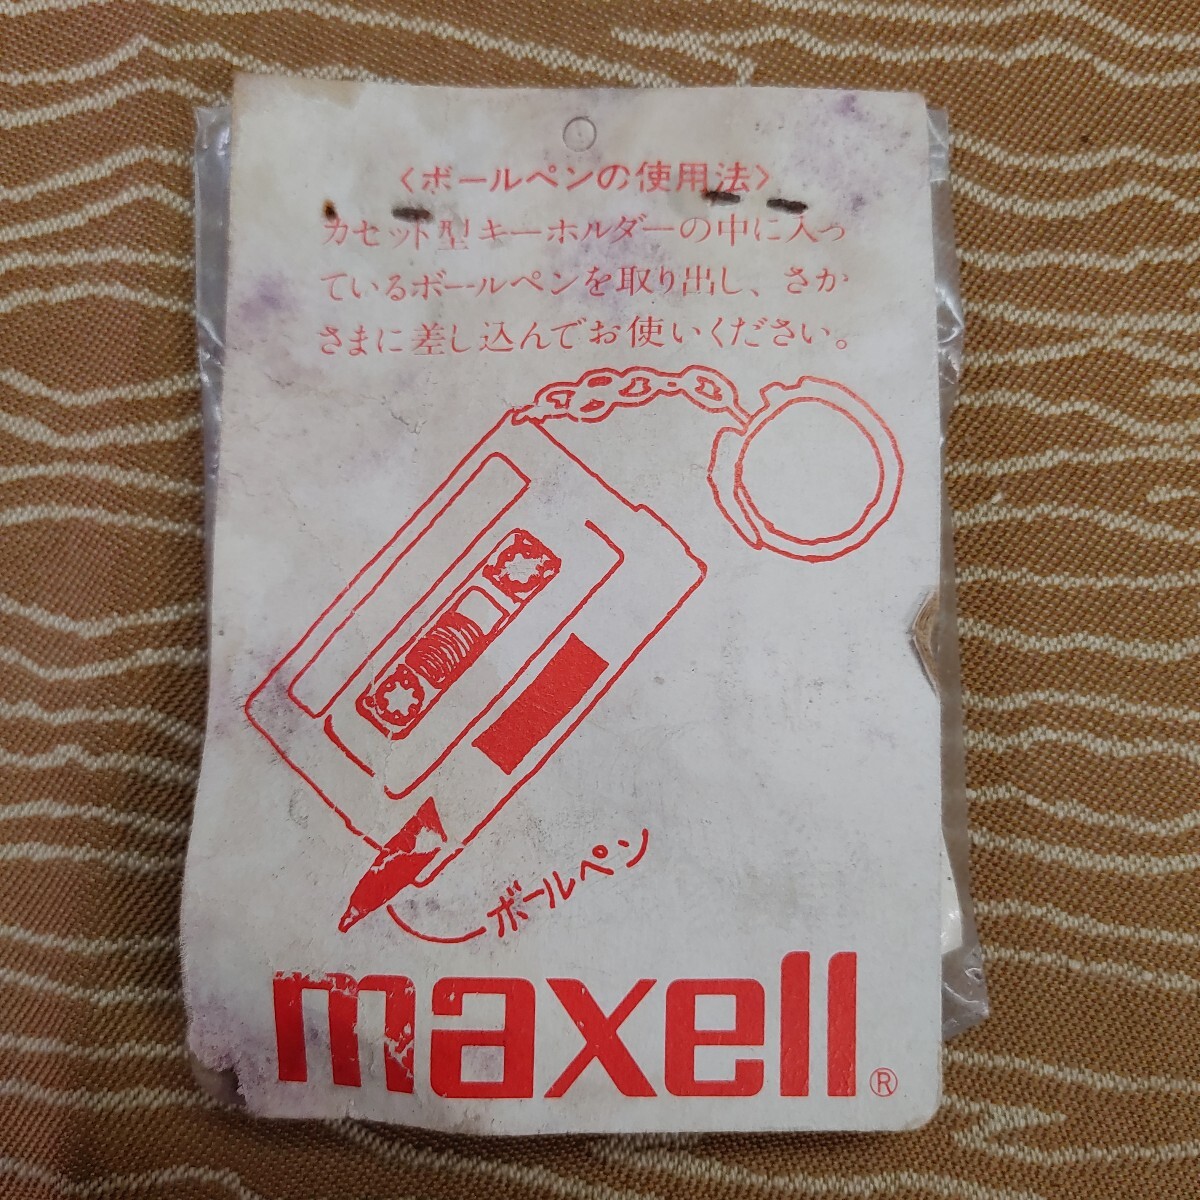 〈ボールペンの使用法〉
カセット型キーホルダーの中に入っ
ているボールペンを取り出し、さか
さまに差し込んでお使いください。
ボールペン
maxell®